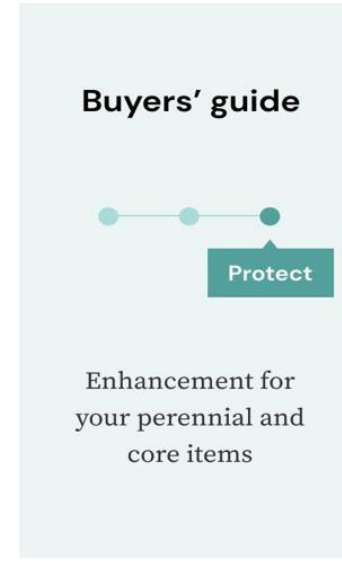 Buyers’ guide
Protect
Enhancement for
your perennial and
core items